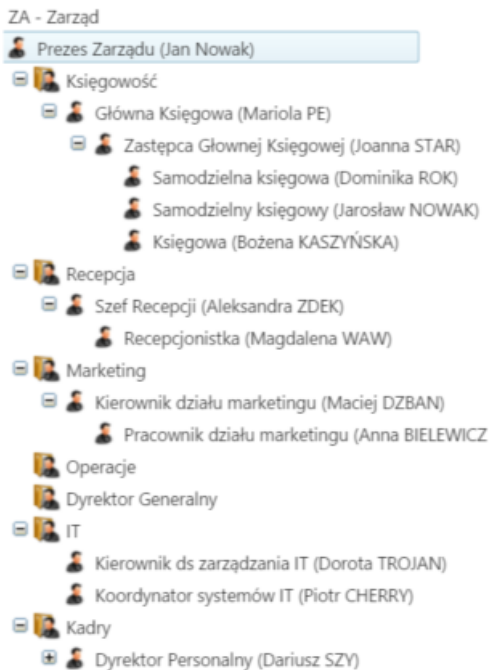 ZA - Zarząd
Prezes Zarządu (Jan Nowak)
Księgowość
Główna Księgowa (Mariola PE)
Zastępca Głownej Księgowej (Joanna STAR)
Samodzielna księgowa (Dominika ROK)
Samodzielny księgowy (Jarosław NOWAK)
Księgowa (Bożena KASZYŃSKA)
Recepcja
Szef Recepcji (Aleksandra ZDEK)
Recepcjonistka (Magdalena WAW)
Marketing
Kierownik działu marketingu (Maciej DZBAN)
Pracownik działu marketingu (Anna BIELEWICZ
Operacje
Dyrektor Generalny
IT
Kierownik ds zarządzania IT (Dorota TROJAN)
Koordynator systemów IT (Piotr CHERRY)
Kadry
Dyrektor Personalny (Dariusz SZY)